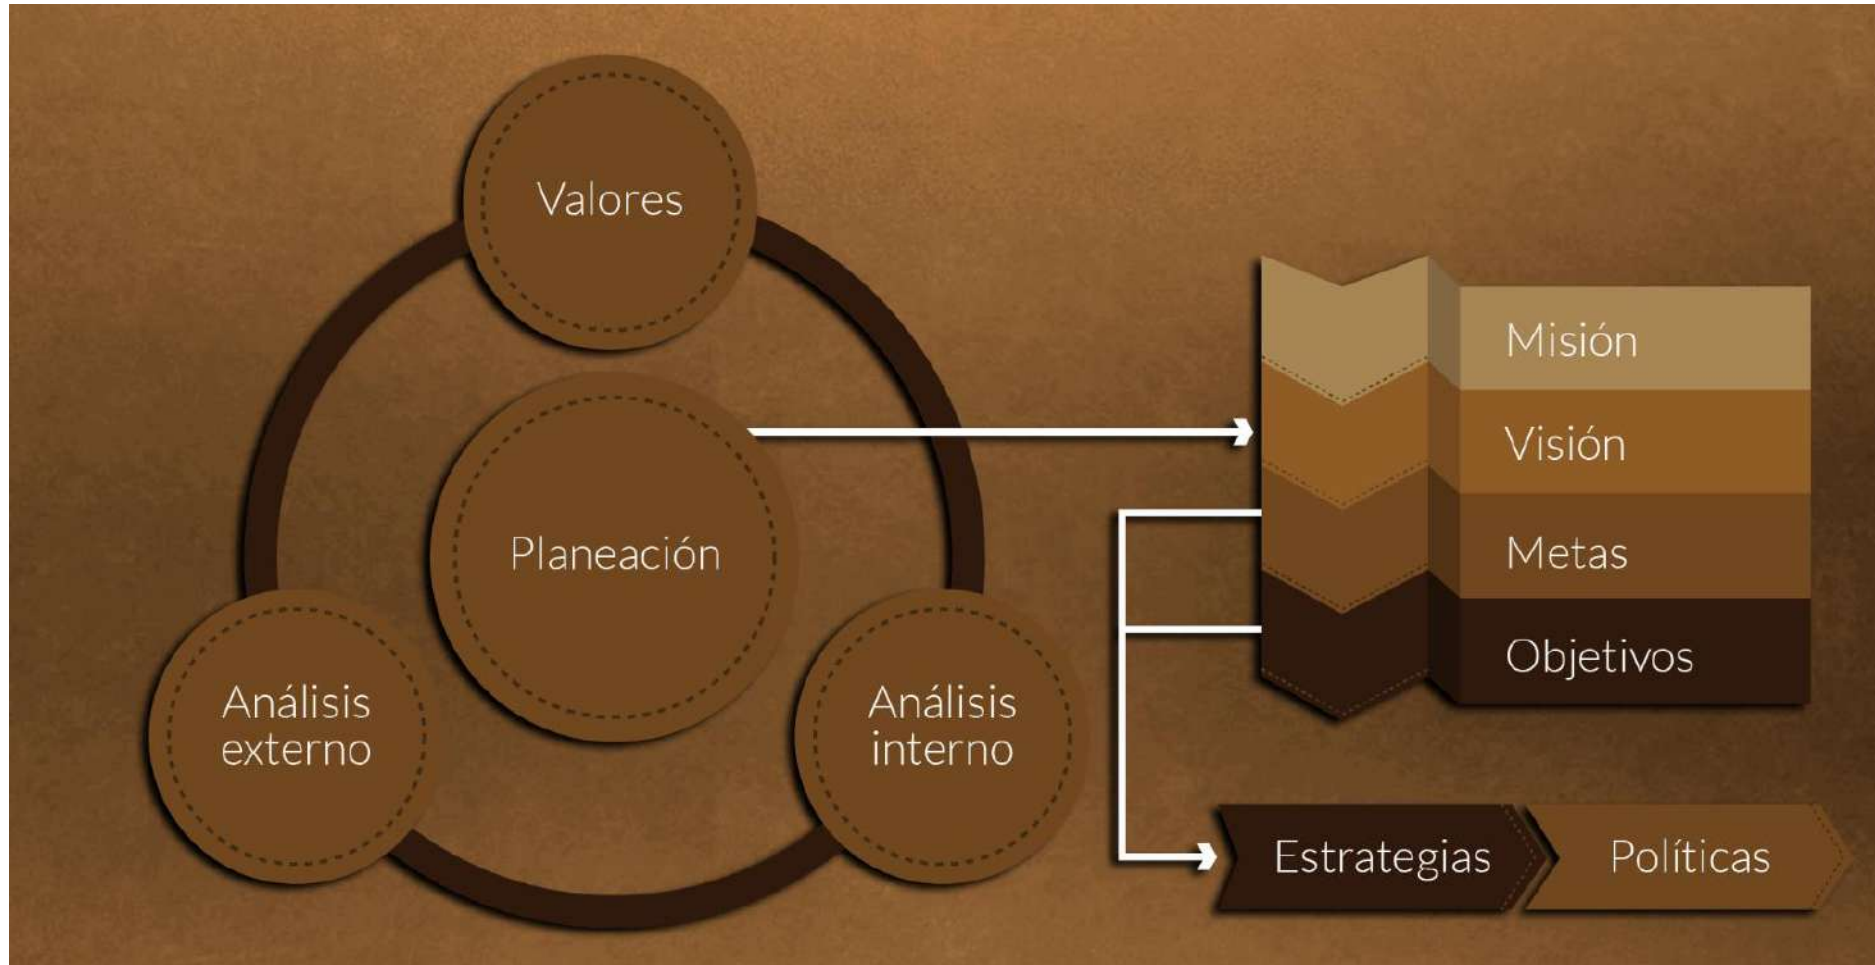 Valores
Planeación
Análisis
externo
Análisis
interno
Misión
Visión
Metas
Objetivos
Estrategias
Políticas